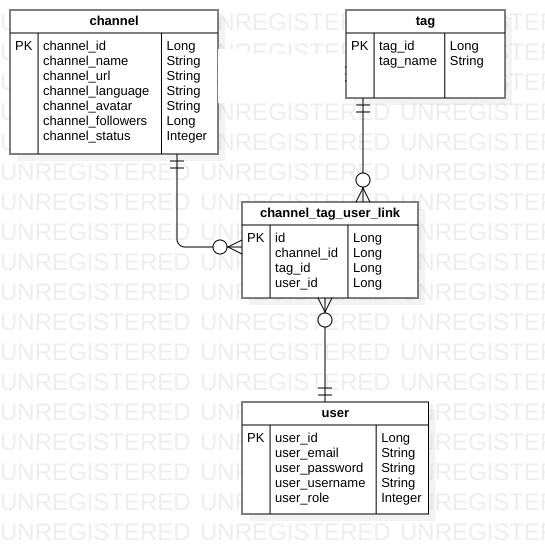 channel
PK channel_id Long
channel_name String
channel_url String
channel_language String
channel_avatar String
channel_followers Long
channel_status Integer
tag
PK tag_id Long
tag_name String
channel_tag_user_link
PK id Long
channel_id Long
tag_id Long
user_id Long
user
PK user_id Long
user_email String
user_password String
user_username String
user_role Integer
UNREGISTERED UNREGISTERED UNREGISTERED